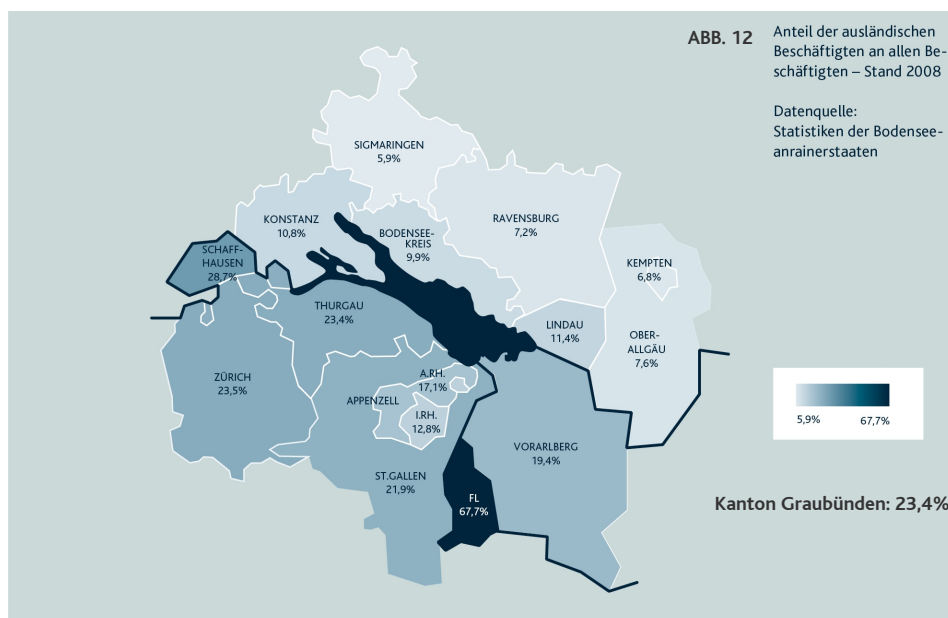 ABB. 12
Anteil der ausländischen
Beschäftigten an allen Be-
schäftigten – Stand 2008
Datenquelle:
Statistiken der Bodensee-
anrainerstaaten
SIGMARINGEN
5,9%
KONSTANZ
10,8%
BODENSEE-
KREIS
9,9%
RAVENSBURG
7,2%
SCHAFF-
HAUSEN
28,7%
KEMPTEN
6,8%
THURGAU
23,4%
LINDAU
11,4%
OBER-
ALLGÄU
7,6%
ZÜRICH
23,5%
A.RH.
17,1%
APPENZELL
I.RH.
12,8%
5,9%
67,7%
VORARLBERG
19,4%
ST.GALLEN
21,9%
FL
67,7%
Kanton Graubünden: 23,4%